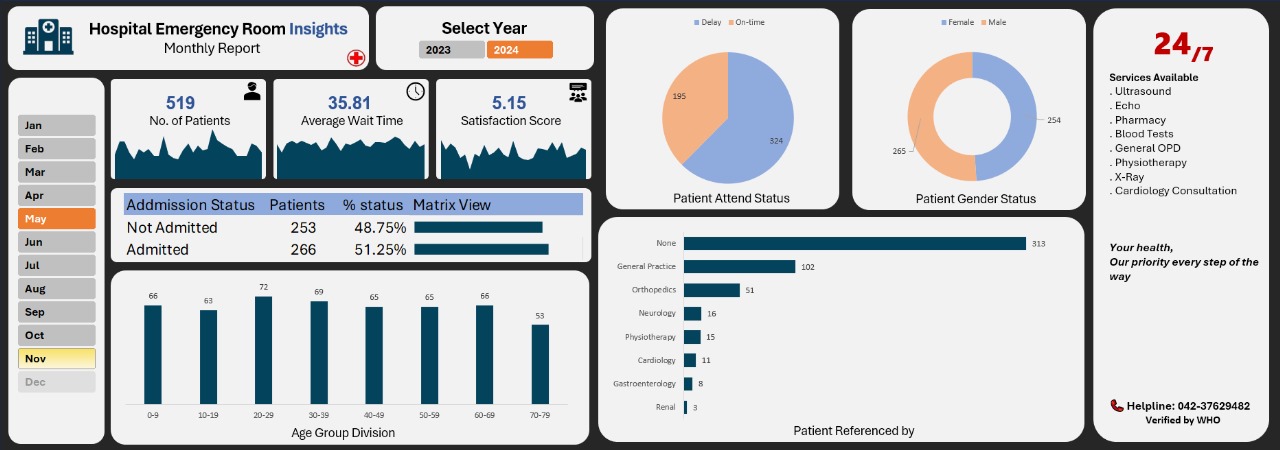 Hospital Emergency Room Insights
Monthly Report
Select Year
2023
2024
Jan
Feb
Mar
Apr
May
Jun
Jul
Aug
Sep
Oct
Nov
Dec
519
No. of Patients
35.81
Average Wait Time
5.15
Satisfaction Score
Addmission Status Patients % status Matrix View
Not Admitted 253 48.75%
Admitted 266 51.25%
66 63 72 69 65 65 66 53
0-9 10-19 20-29 30-39 40-49 50-59 60-69 70-79
Age Group Division
Delay On-time
195
324
Patient Attend Status
Female Male
254
265
Patient Gender Status
None 313
General Practice 102
Orthopedics 51
Neurology 16
Physiotherapy 15
Cardiology 11
Gastroenterology 8
Renal 3
Patient Referenced by
24/7
Services Available
. Ultrasound
. Echo
. Pharmacy
. Blood Tests
. General OPD
. Physiotherapy
. X-Ray
. Cardiology Consultation
Your health,
Our priority every step of the
way
Helpline: 042-37629482
Verified by WHO